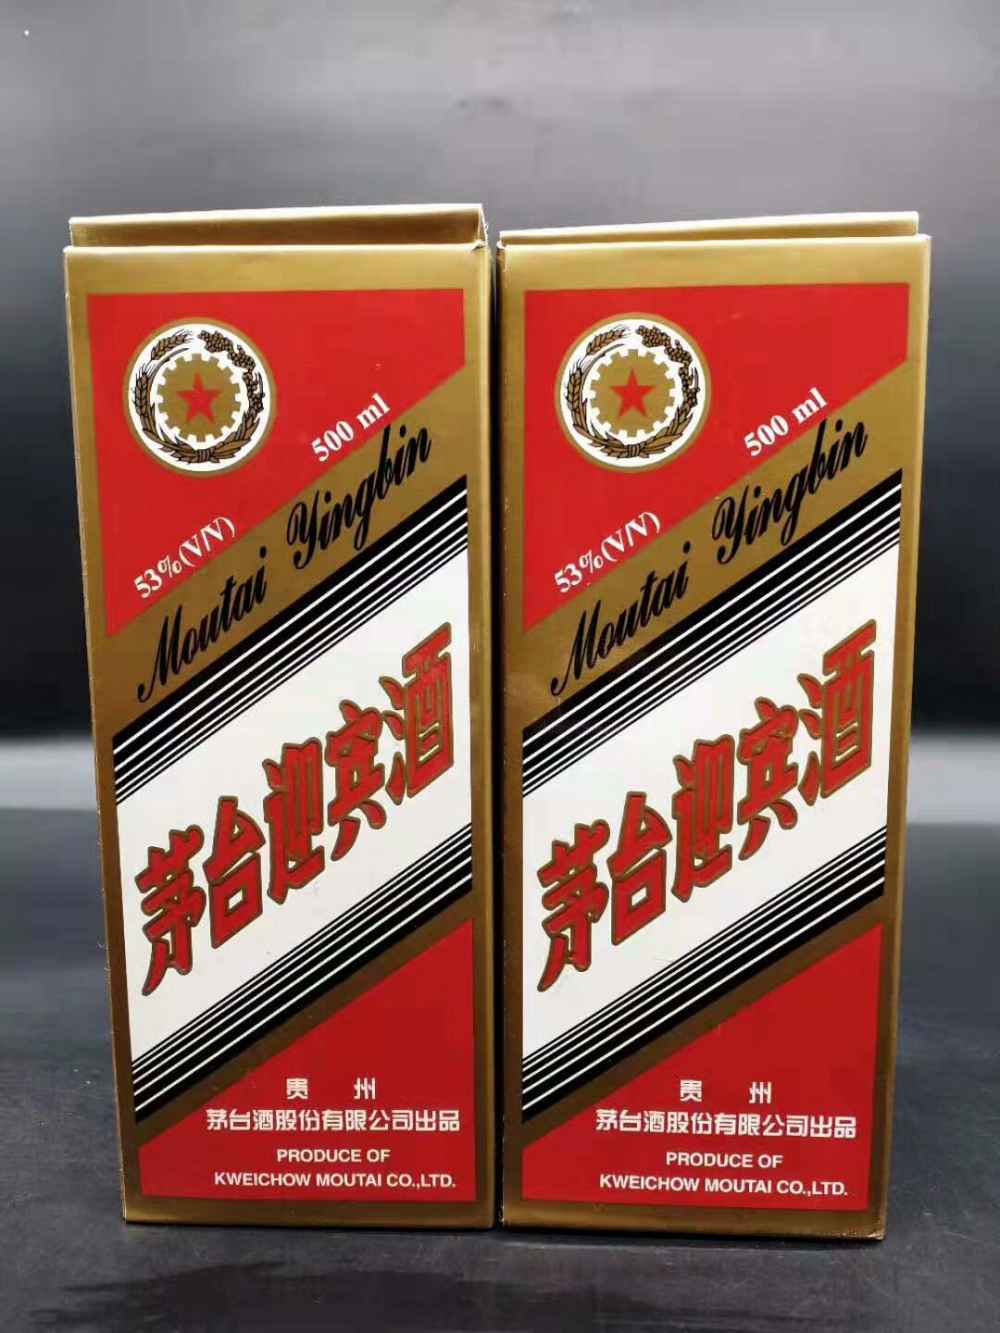 500 ml
53%(V/V)
Moutai Yingbin
茅台迎宾酒
贵 州
茅台酒股份有限公司出品
PRODUCE OF
KWEICHOW MOUTAI CO.,LTD.
500 ml
53%(V/V)
Moutai Yingbin
茅台迎宾酒
贵 州
茅台酒股份有限公司出品
PRODUCE OF
KWEICHOW MOUTAI CO.,LTD.